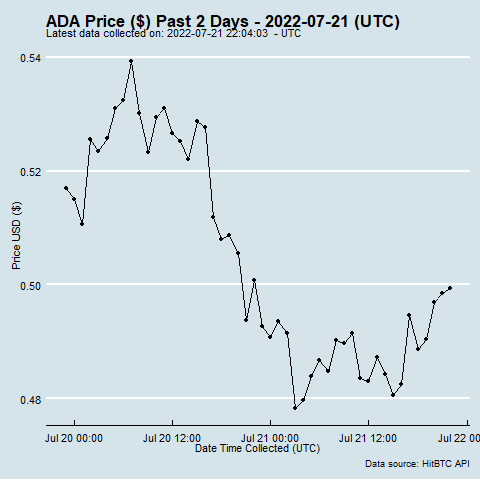 ADA Price ($) Past 2 Days - 2022-07-21 (UTC)
Latest data collected on: 2022-07-21 22:04:03 - UTC
0.54
0.52
0.50
0.48
Price USD ($)
Jul 20 00:00 Jul 20 12:00 Jul 21 00:00 Jul 21 12:00 Jul 22 00
Date Time Collected (UTC)
Data source: HitBTC API